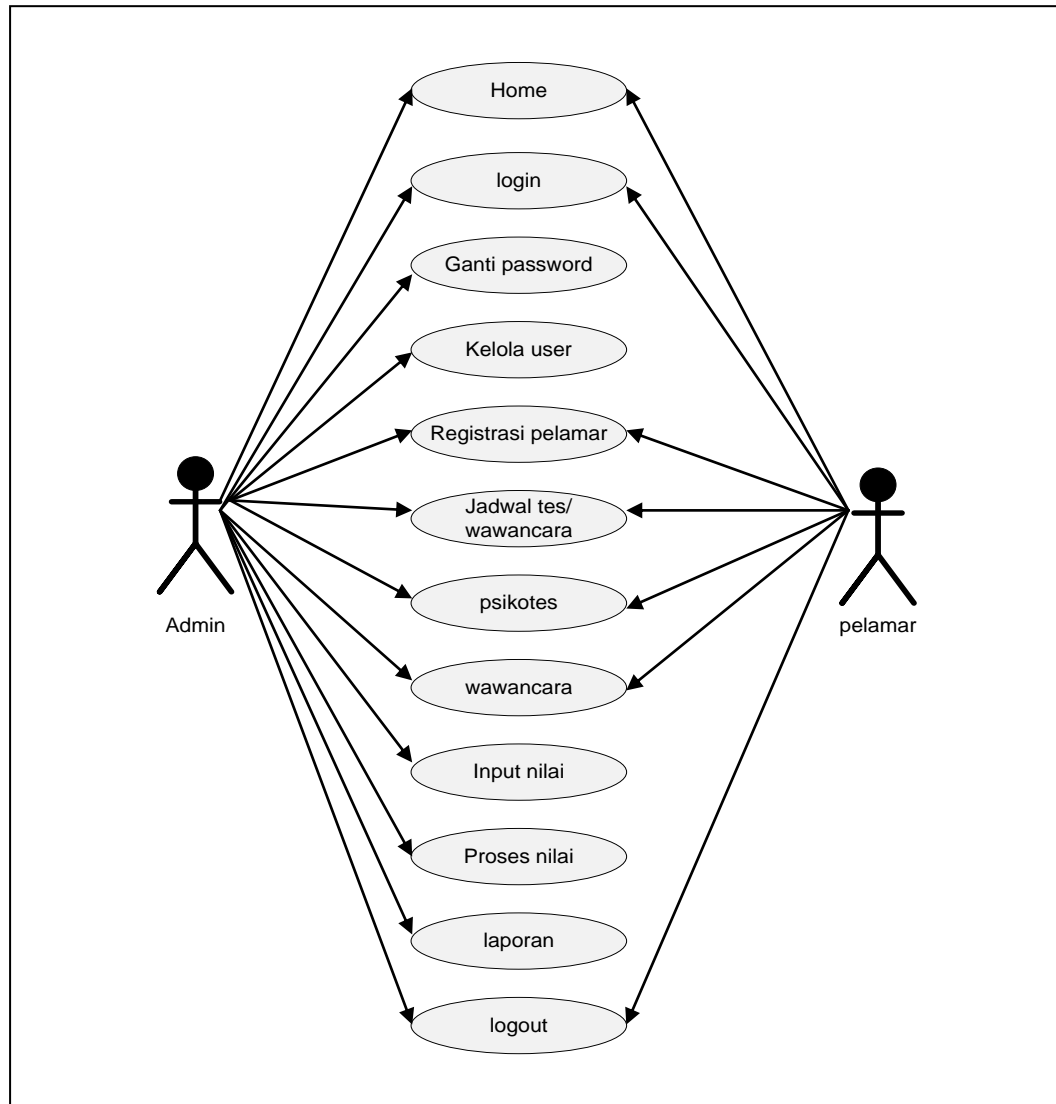 Home
login
Ganti password
Kelola user
Registrasi pelamar
Jadwal tes/
wawancara
psikotes
Admin
pelamar
wawancara
Input nilai
Proses nilai
laporan
logout